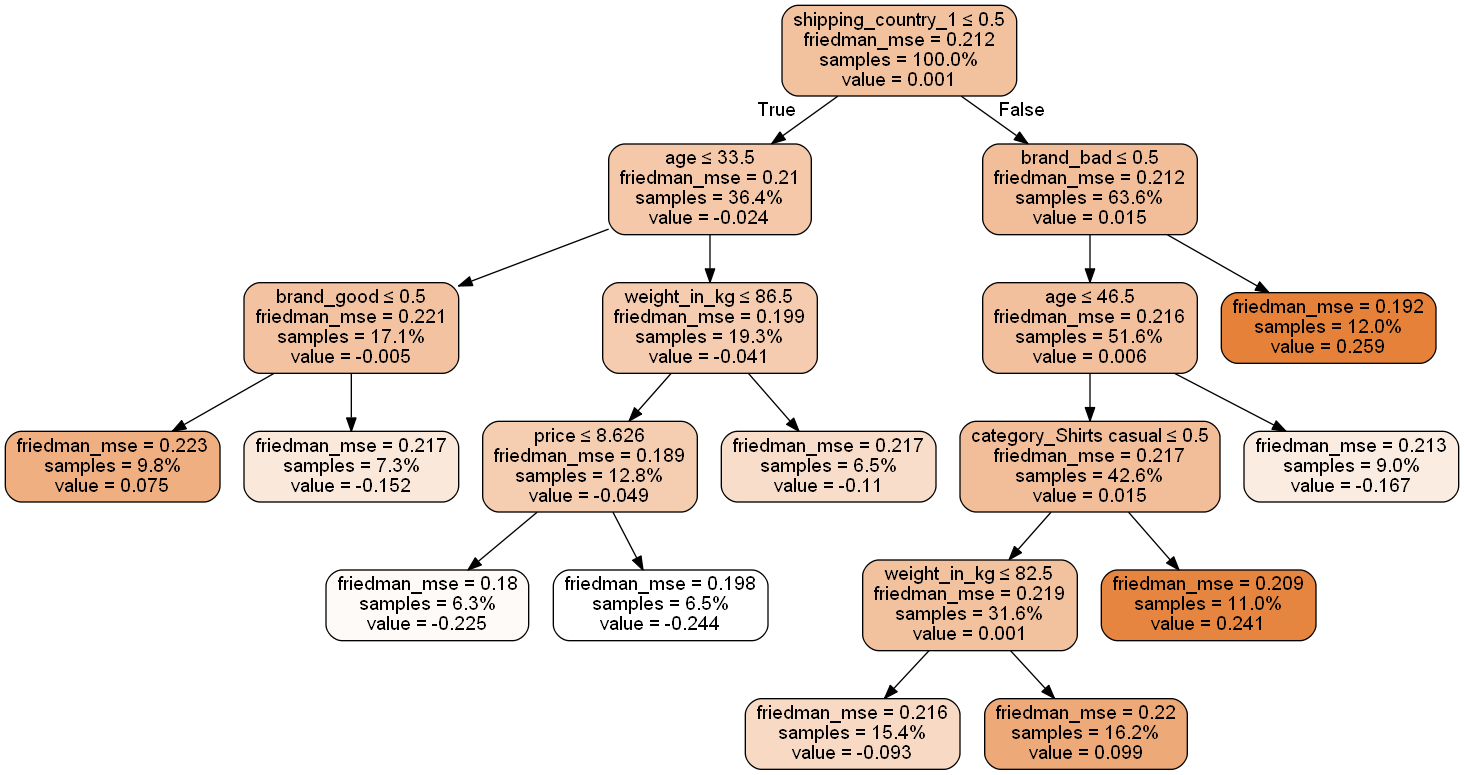 shipping_country_1 ≤ 0.5
friedman_mse = 0.212
samples = 100.0%
value = 0.001
True
False
age ≤ 33.5
friedman_mse = 0.21
samples = 36.4%
value = -0.024
brand_bad ≤ 0.5
friedman_mse = 0.212
samples = 63.6%
value = 0.015
brand_good ≤ 0.5
friedman_mse = 0.221
samples = 17.1%
value = -0.005
weight_in_kg ≤ 86.5
friedman_mse = 0.199
samples = 19.3%
value = -0.041
age ≤ 46.5
friedman_mse = 0.216
samples = 51.6%
value = 0.006
friedman_mse = 0.192
samples = 12.0%
value = 0.259
friedman_mse = 0.223
samples = 9.8%
value = 0.075
friedman_mse = 0.217
samples = 7.3%
value = -0.152
price ≤ 8.626
friedman_mse = 0.189
samples = 12.8%
value = -0.049
friedman_mse = 0.217
samples = 6.5%
value = -0.11
category_Shirts casual ≤ 0.5
friedman_mse = 0.217
samples = 42.6%
value = 0.015
friedman_mse = 0.213
samples = 9.0%
value = -0.167
friedman_mse = 0.18
samples = 6.3%
value = -0.225
friedman_mse = 0.198
samples = 6.5%
value = -0.244
weight_in_kg ≤ 82.5
friedman_mse = 0.219
samples = 31.6%
value = 0.001
friedman_mse = 0.209
samples = 11.0%
value = 0.241
friedman_mse = 0.216
samples = 15.4%
value = -0.093
friedman_mse = 0.22
samples = 16.2%
value = 0.099